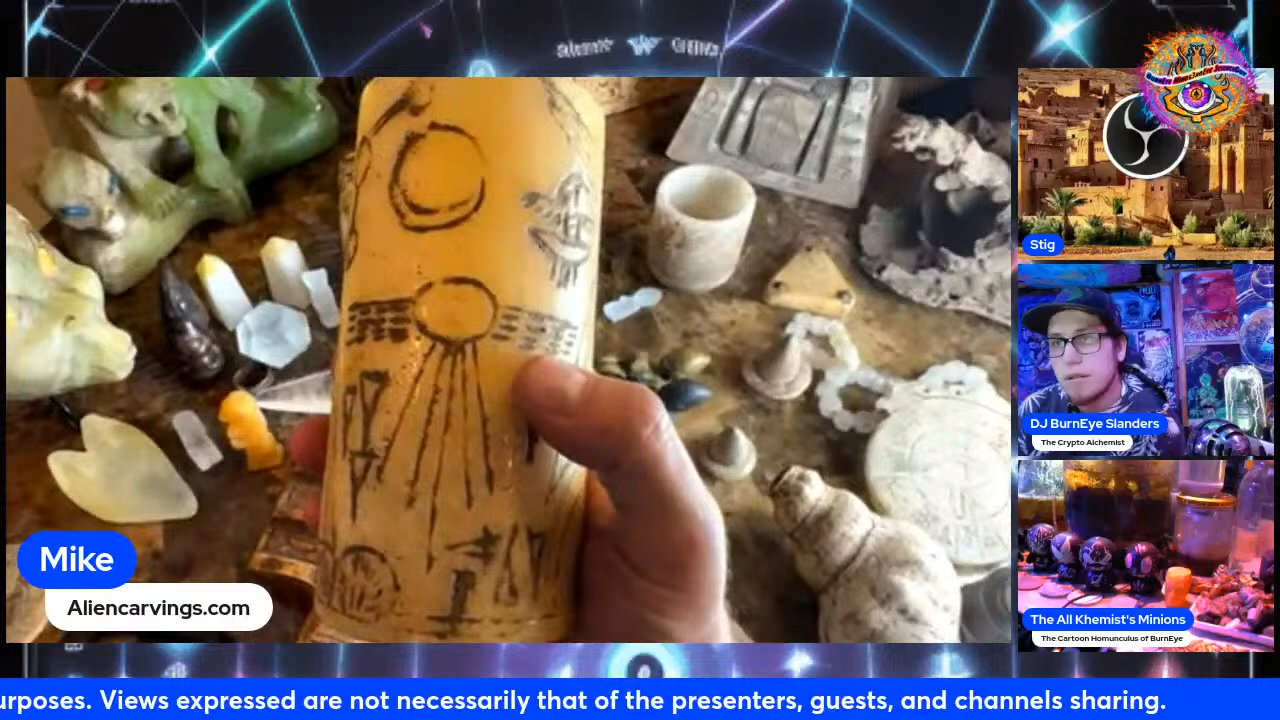 Stig
DJ BurnEye Slanders
The Crypto Alchemist
Mike
Aliencarvings.com
The All Khemist's Minions
The Cartoon Homunculus of BurnEye
urposes. Views expressed are not necessarily that of the presenters, guests, and channels sharing.